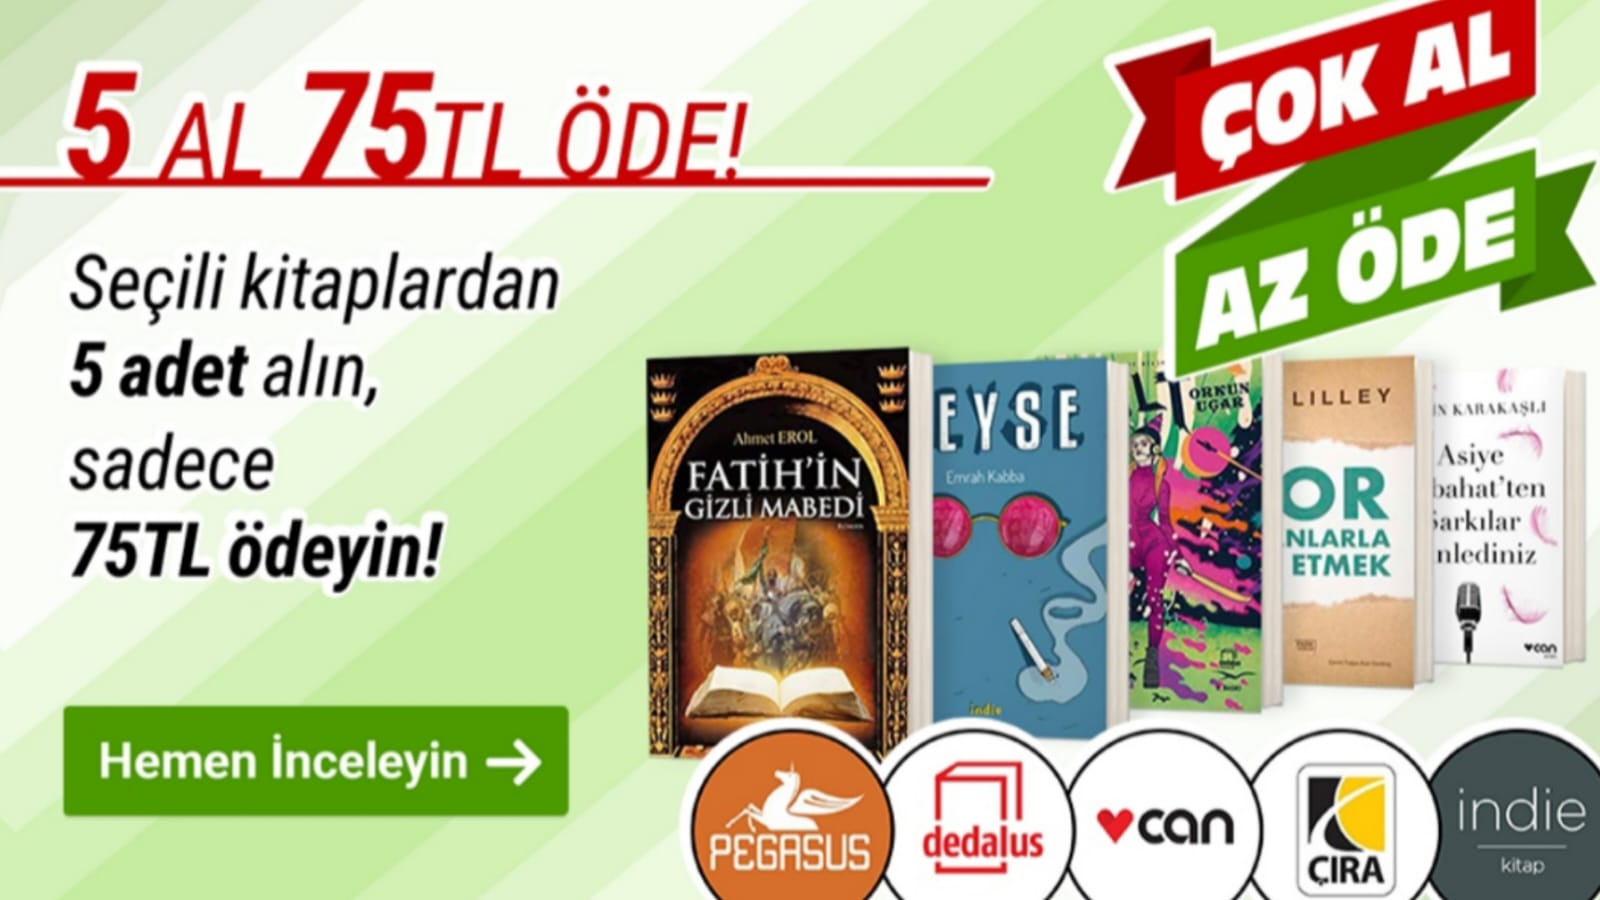 5 AL 75TL ÖDE!
ÇOK AL
AZ ÖDE
Seçili kitaplardan
5 adet alın,
sadece
75TL ödeyin!
Hemen İnceleyin
Ahmet EROL
FATİH'İN
GİZLİ MABEDİ
EYSE
Emrah Kabba
indie
ORKUN
UÇAR
LILLEY
OR
NLARLA
ETMEK
İN KARAKAŞLI
Asiye
bahat'ten
Şarkılar
nlediniz
can
PEGASUS
dedalus
can
ÇIRA
indie
kitap